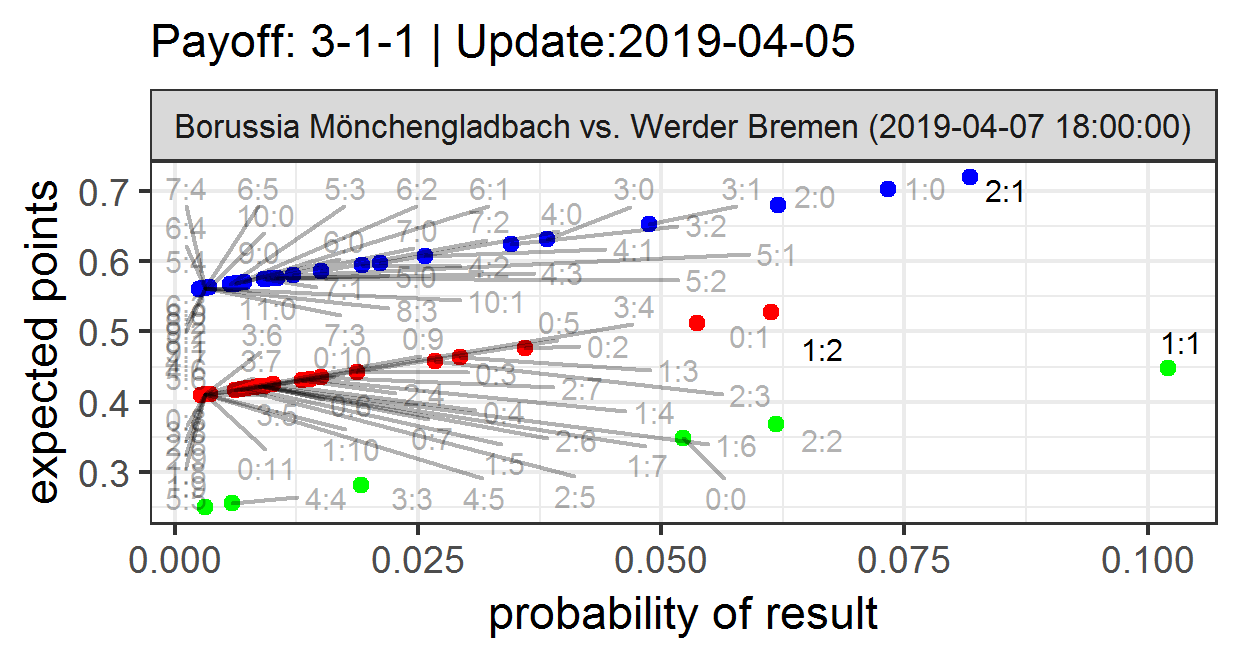 Payoff: 3-1-1 | Update:2019-04-05
Borussia Mönchengladbach vs. Werder Bremen (2019-04-07 18:00:00)
expected points
0.7
0.6
0.5
0.4
0.3
7:4 6:5 5:3 6:2 6:1 3:0 3:1 2:0 1:0 2:1
6:4 10:0 7:0 7:2 4:0 3:2
5:4 9:0 6:0 4:1 5:1
5:0 4:2 4:3 5:2
11:0 7:1 8:3 10:1
3:6 7:3 0:9 0:5 3:4 0:1
3:7 0:10 0:2 1:2 1:1
0:3 1:3
2:4 2:7 2:3
3:5 0:6 0:4 1:4
1:10 0:7 2:6 1:6 2:2
0:11 1:5 1:7
4:4 3:3 4:5 2:5 0:0
0.000 0.025 0.050 0.075 0.100
probability of result